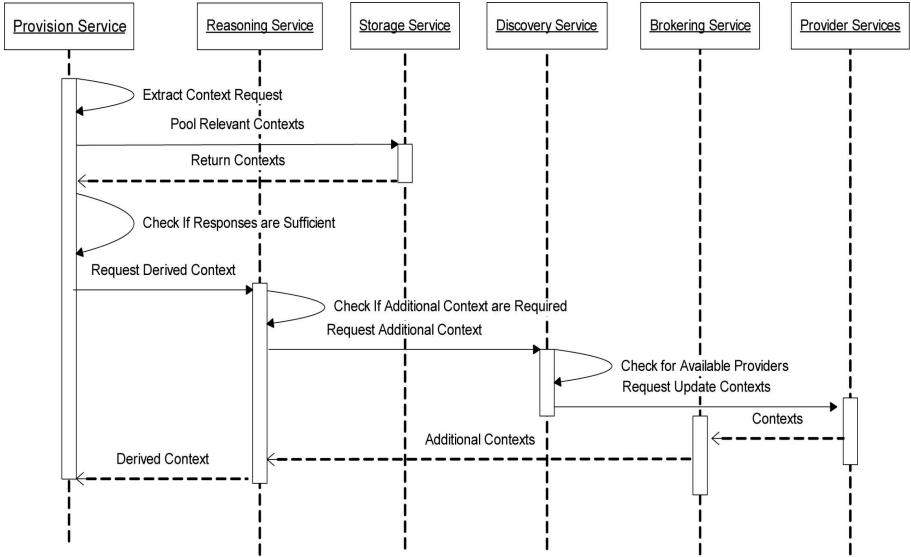 Provision Service
Reasoning Service
Storage Service
Discovery Service
Brokering Service
Provider Services
Extract Context Request
Pool Relevant Contexts
Return Contexts
Check If Responses are Sufficient
Request Derived Context
Check If Additional Context are Required
Request Additional Context
Check for Available Providers
Request Update Contexts
Contexts
Additional Contexts
Derived Context